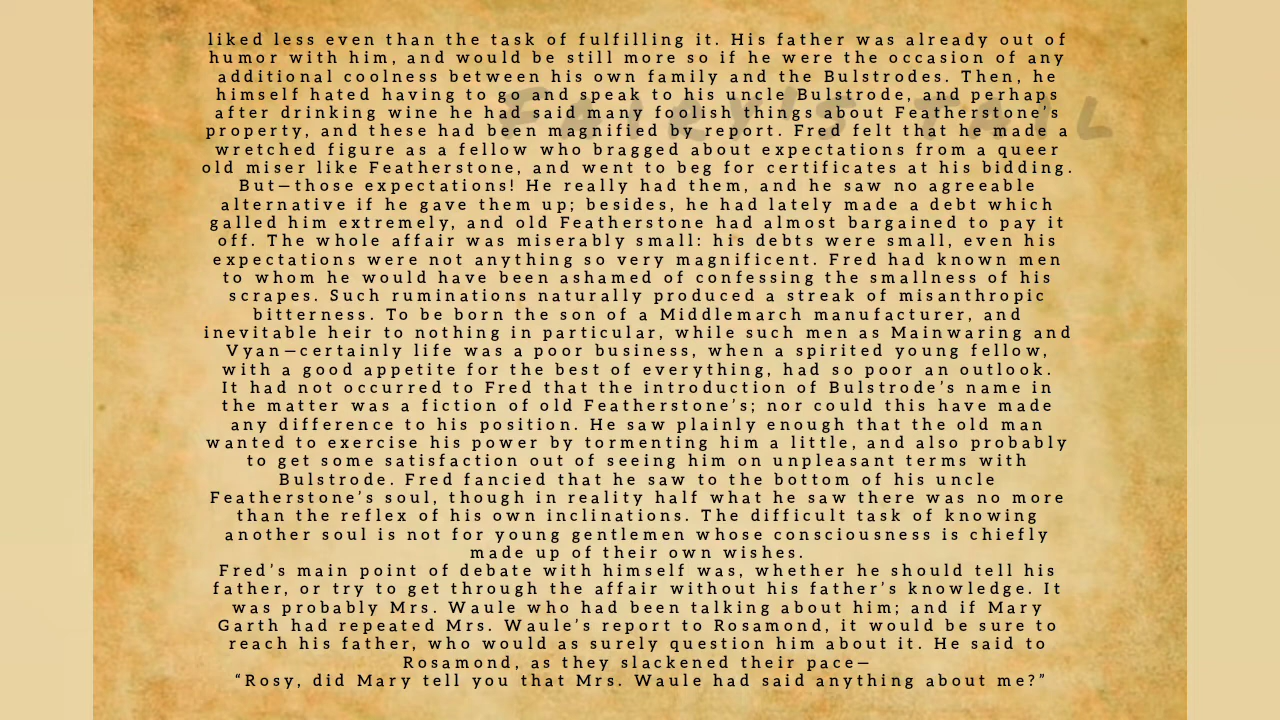 liked less even than the task of fulfilling it. His father was already out of
humor with him, and would be still more so if he were the occasion of any
additional coolness between his own family and the Bulstrodes. Then, he
himself hated having to go and speak to his uncle Bulstrode, and perhaps
after drinking wine he had said many foolish things about Featherstone’s
property, and these had been magnified by report. Fred felt that he made a
wretched figure as a fellow who bragged about expectations from a queer
old miser like Featherstone, and went to beg for certificates at his bidding.
But—those expectations! He really had them, and he saw no agreeable
alternative if he gave them up; besides, he had lately made a debt which
galled him extremely, and old Featherstone had almost bargained to pay it
off. The whole affair was miserably small: his debts were small, even his
expectations were not anything so very magnificent. Fred had known men
to whom he would have been ashamed of confessing the smallness of his
scrapes. Such ruminations naturally produced a streak of misanthropic
bitterness. To be born the son of a Middlemarch manufacturer, and
inevitable heir to nothing in particular, while such men as Mainwaring and
Vyan—certainly life was a poor business, when a spirited young fellow,
with a good appetite for the best of everything, had so poor an outlook.
It had not occurred to Fred that the introduction of Bulstrode’s name in
the matter was a fiction of old Featherstone’s; nor could this have made
any difference to his position. He saw plainly enough that the old man
wanted to exercise his power by tormenting him a little, and also probably
to get some satisfaction out of seeing him on unpleasant terms with
Bulstrode. Fred fancied that he saw to the bottom of his uncle
Featherstone’s soul, though in reality half what he saw there was no more
than the reflex of his own inclinations. The difficult task of knowing
another soul is not for young gentlemen whose consciousness is chiefly
made up of their own wishes.
Fred’s main point of debate with himself was, whether he should tell his
father, or try to get through the affair without his father’s knowledge. It
was probably Mrs. Waule who had been talking about him; and if Mary
Garth had repeated Mrs. Waule’s report to Rosamond, it would be sure to
reach his father, who would as surely question him about it. He said to
Rosamond, as they slackened their pace—
“Rosy, did Mary tell you that Mrs. Waule had said anything about me?”